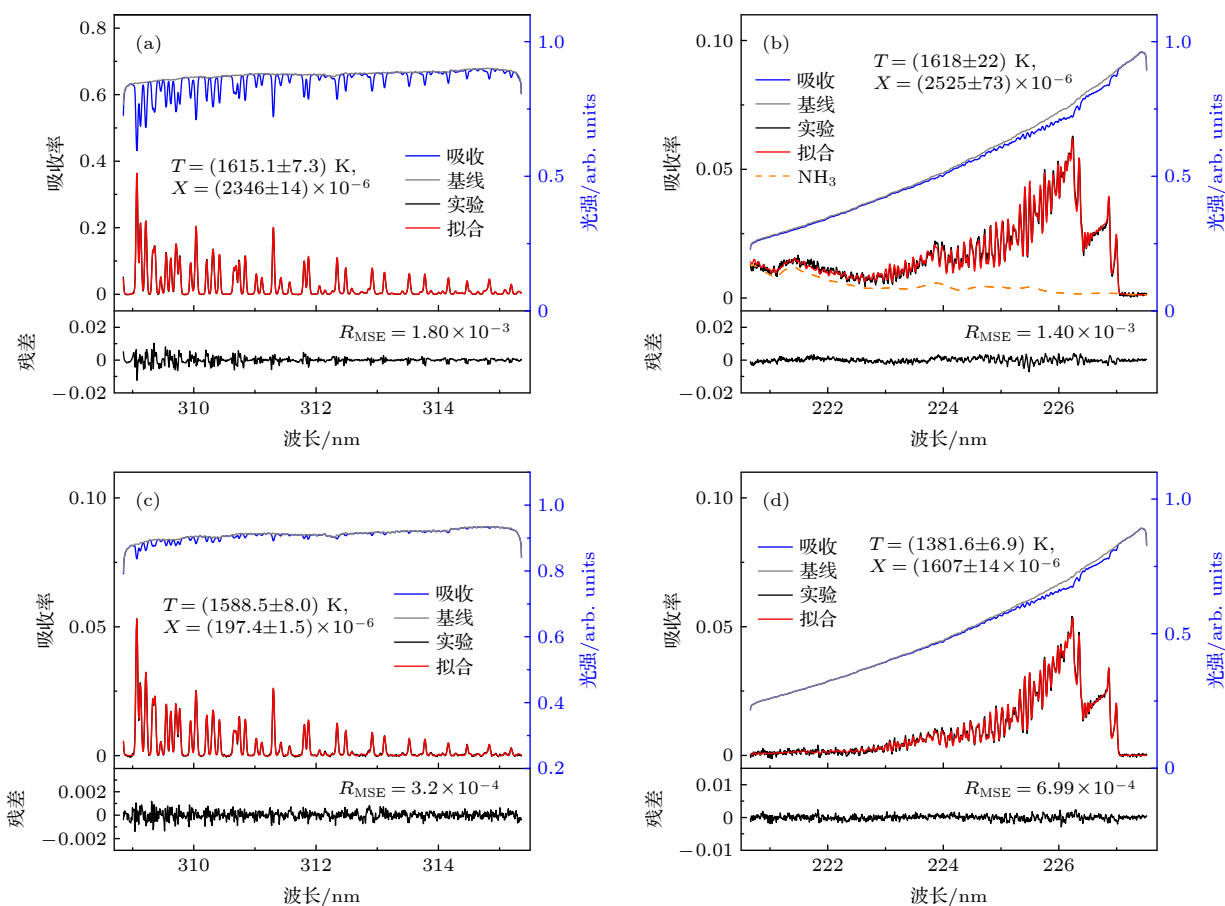 (a)
T = (1615.1±7.3) K,
X = (2346±14)×10⁻⁶
吸收
基线
实验
拟合
吸收率
0.8
0.6
0.4
0.2
0
光强/arb. units
1.0
0.5
0
R_MSE = 1.80×10⁻³
残差
0.02
0
−0.02
310
312
314
波长/nm
(b)
T = (1618±22) K,
X = (2525±73)×10⁻⁶
吸收
基线
实验
拟合
NH₃
吸收率
0.10
0.05
0
光强/arb. units
1.0
0.5
0
R_MSE = 1.40×10⁻³
残差
0.02
0
−0.02
222
224
226
波长/nm
(c)
T = (1588.5±8.0) K,
X = (197.4±1.5)×10⁻⁶
吸收
基线
实验
拟合
吸收率
0.10
0.05
0
光强/arb. units
1.0
0.9
0.8
0.7
0.6
0.5
0.4
0.3
0.2
R_MSE = 3.2×10⁻⁴
残差
0.002
0
−0.002
310
312
314
波长/nm
(d)
T = (1381.6±6.9) K,
X = (1607±14×10⁻⁶
吸收
基线
实验
拟合
吸收率
0.10
0.05
0
光强/arb. units
1.0
0.5
0
R_MSE = 6.99×10⁻⁴
残差
0.01
0
−0.01
222
224
226
波长/nm